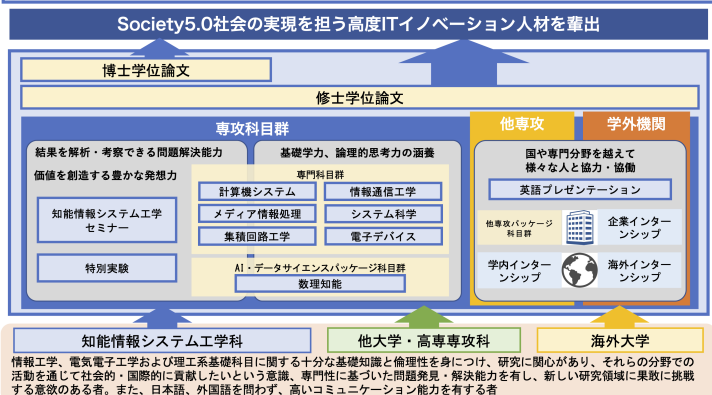 Society5.0社会の実現を担う高度ITイノベーション人材を輩出
博士学位論文
修士学位論文
専攻科目群
他専攻
学外機関
結果を解析・考察できる問題解決能力
価値を創造する豊かな発想力
知能情報システム工学
セミナー
特別実験
基礎学力、論理的思考力の涵養
専門科目群
計算機システム
情報通信工学
メディア情報処理
システム科学
集積回路工学
電子デバイス
AI・データサイエンスパッケージ科目群
数理知能
国や専門分野を越えて
様々な人と協力・協働
英語プレゼンテーション
他専攻パッケージ
科目群
企業インター
ンシップ
学内インター
ンシップ
海外インター
ンシップ
知能情報システム工学科
他大学・高専専攻科
海外大学
情報工学、電気電子工学および理工系基礎科目に関する十分な基礎知識と倫理性を身につけ、研究に関心があり、それらの分野での
活動を通じて社会的・国際的に貢献したいという意識、専門性に基づいた問題発見・解決能力を有し、新しい研究領域に果敢に挑戦
する意欲のある者。また、日本語、外国語を問わず、高いコミュニケーション能力を有する者